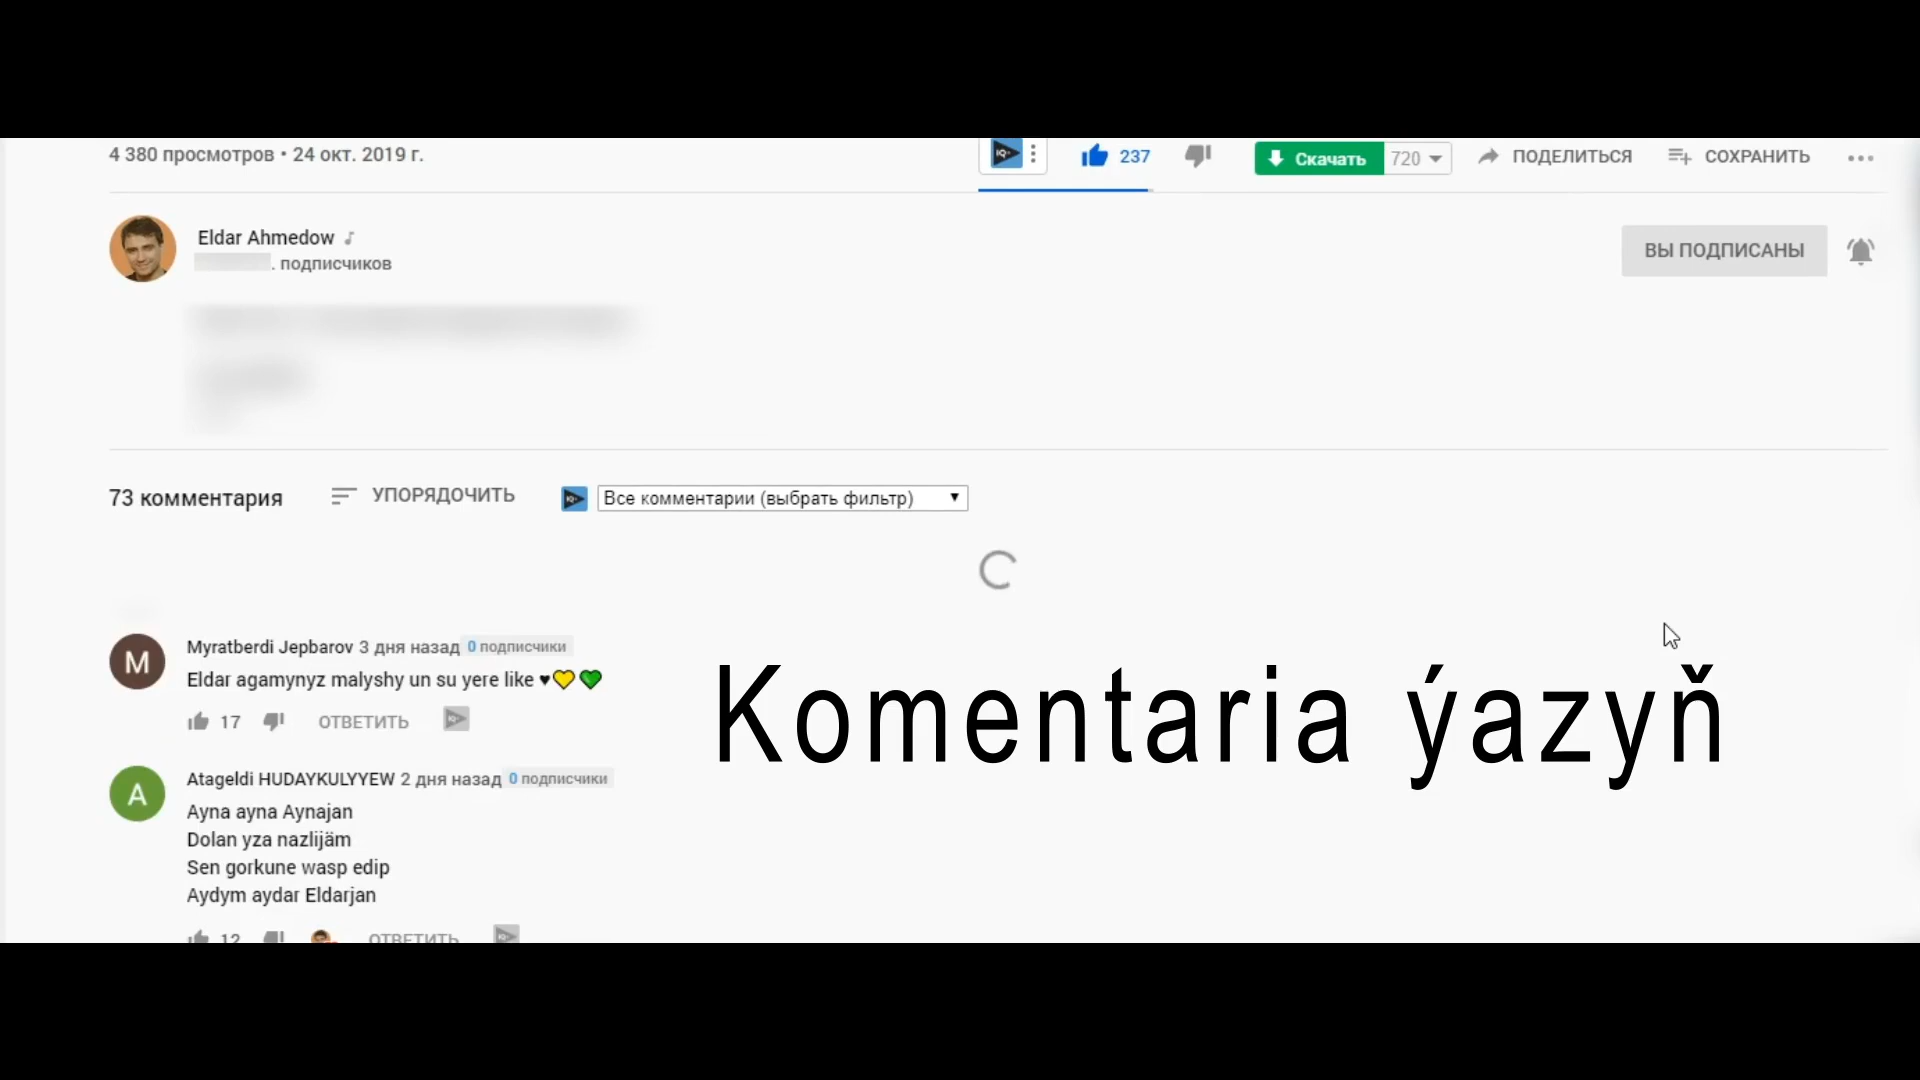 4 380 просмотров • 24 окт. 2019 г.
237
Скачать
720
ПОДЕЛИТЬСЯ
СОХРАНИТЬ
Eldar Ahmedow
. подписчиков
ВЫ ПОДПИСАНЫ
73 комментария
УПОРЯДОЧИТЬ
Все комментарии (выбрать фильтр)
Myratberdi Jepbarov 3 дня назад 0 подписчики
Eldar agamynyz malyshy un su yere like ♥💛💚
17
ОТВЕТИТЬ
Komentaria ýazyň
Atageldi HUDAYKULYYEW 2 дня назад 0 подписчики
Ayna ayna Aynajan
Dolan yza nazlijäm
Sen gorkune wasp edip
Aydym aydar Eldarjan
12
ОТВЕТИТЬ